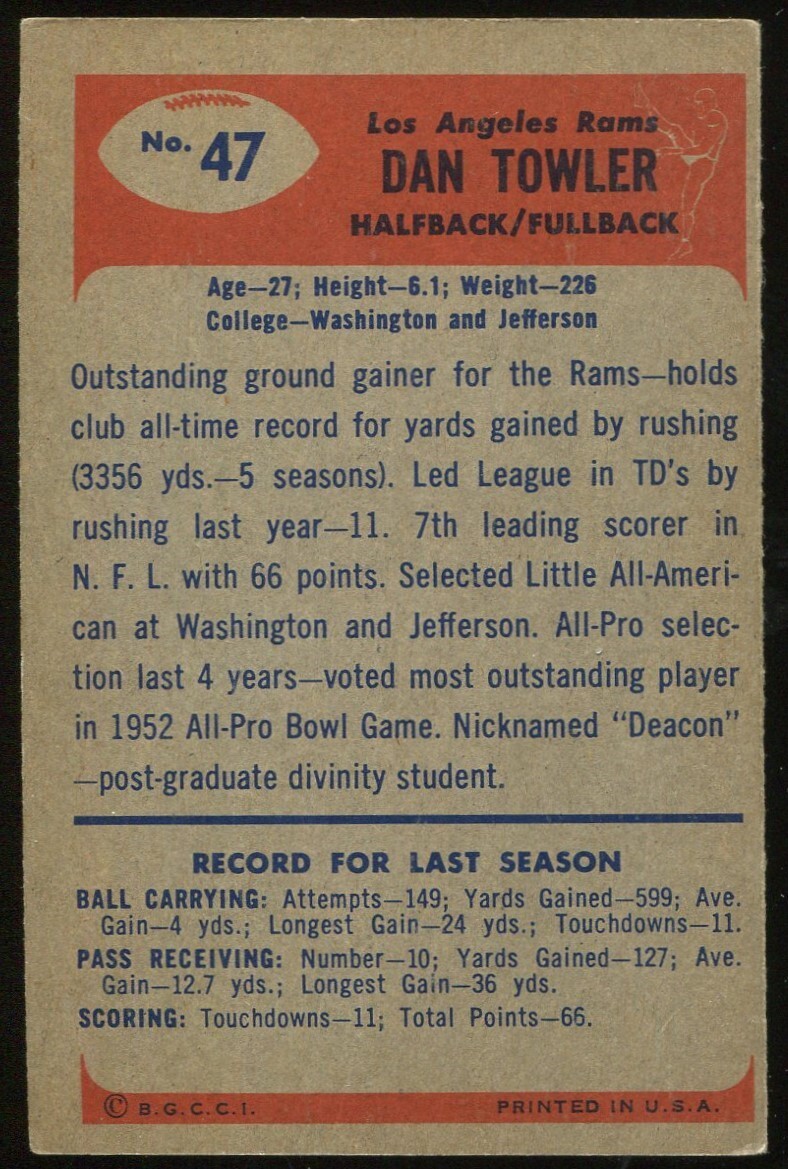 No. 47
Los Angeles Rams
DAN TOWLER
HALFBACK/FULLBACK
Age—27; Height—6.1; Weight—226
College—Washington and Jefferson
Outstanding ground gainer for the Rams—holds
club all-time record for yards gained by rushing
(3356 yds.—5 seasons). Led League in TD's by
rushing last year—11. 7th leading scorer in
N. F. L. with 66 points. Selected Little All-Ameri-
can at Washington and Jefferson. All-Pro selec-
tion last 4 years—voted most outstanding player
in 1952 All-Pro Bowl Game. Nicknamed "Deacon"
—post-graduate divinity student.
RECORD FOR LAST SEASON
BALL CARRYING: Attempts—149; Yards Gained—599; Ave.
Gain—4 yds.; Longest Gain—24 yds.; Touchdowns—11.
PASS RECEIVING: Number—10; Yards Gained—127; Ave.
Gain—12.7 yds.; Longest Gain—36 yds.
SCORING: Touchdowns—11; Total Points—66.
© B.G.C.C.I. PRINTED IN U.S.A.